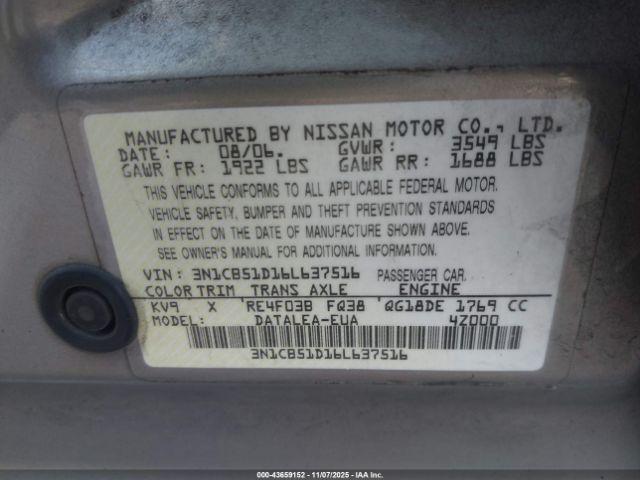 MANUFACTURED BY NISSAN MOTOR CO., LTD.
DATE: 08/06. GVWR: 3549 LBS
GAWR FR: 1922 LBS GAWR RR: 1688 LBS
THIS VEHICLE CONFORMS TO ALL APPLICABLE FEDERAL MOTOR.
VEHICLE SAFETY, BUMPER AND THEFT PREVENTION STANDARDS
IN EFFECT ON THE DATE OF MANUFACTURE SHOWN ABOVE.
SEE OWNER'S MANUAL FOR ADDITIONAL INFORMATION.
VIN: 3N1CB51D16L637516 PASSENGER CAR.
COLOR TRIM TRANS AXLE ENGINE
KV9 X 'RE4F03B FQ38 'QG18DE 1769 CC
MODEL: DATALEA-EUA 4Z000
3N1CB51D16L637516
000-43659152 - 11/07/2025 - IAA Inc. Copyright